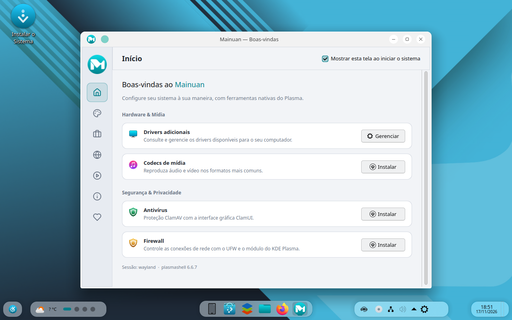 Instalar o
Sistema
Mainuan — Boas-vindas
Início
Mostrar esta tela ao iniciar o sistema
Boas-vindas ao Mainuan
Configure seu sistema à sua maneira, com ferramentas nativas do Plasma.
Hardware & Mídia
Drivers adicionais
Consulte e gerencie os drivers disponíveis para o seu computador.
Gerenciar
Codecs de mídia
Reproduza áudio e vídeo nos formatos mais comuns.
Instalar
Segurança & Privacidade
Antivírus
Proteção ClamAV com a interface gráfica ClamUI.
Instalar
Firewall
Controle as conexões de rede com o UFW e o módulo do KDE Plasma.
Instalar
Sessão: wayland · plasmashell 6.6.7
7°C
18:51
17/11/2026